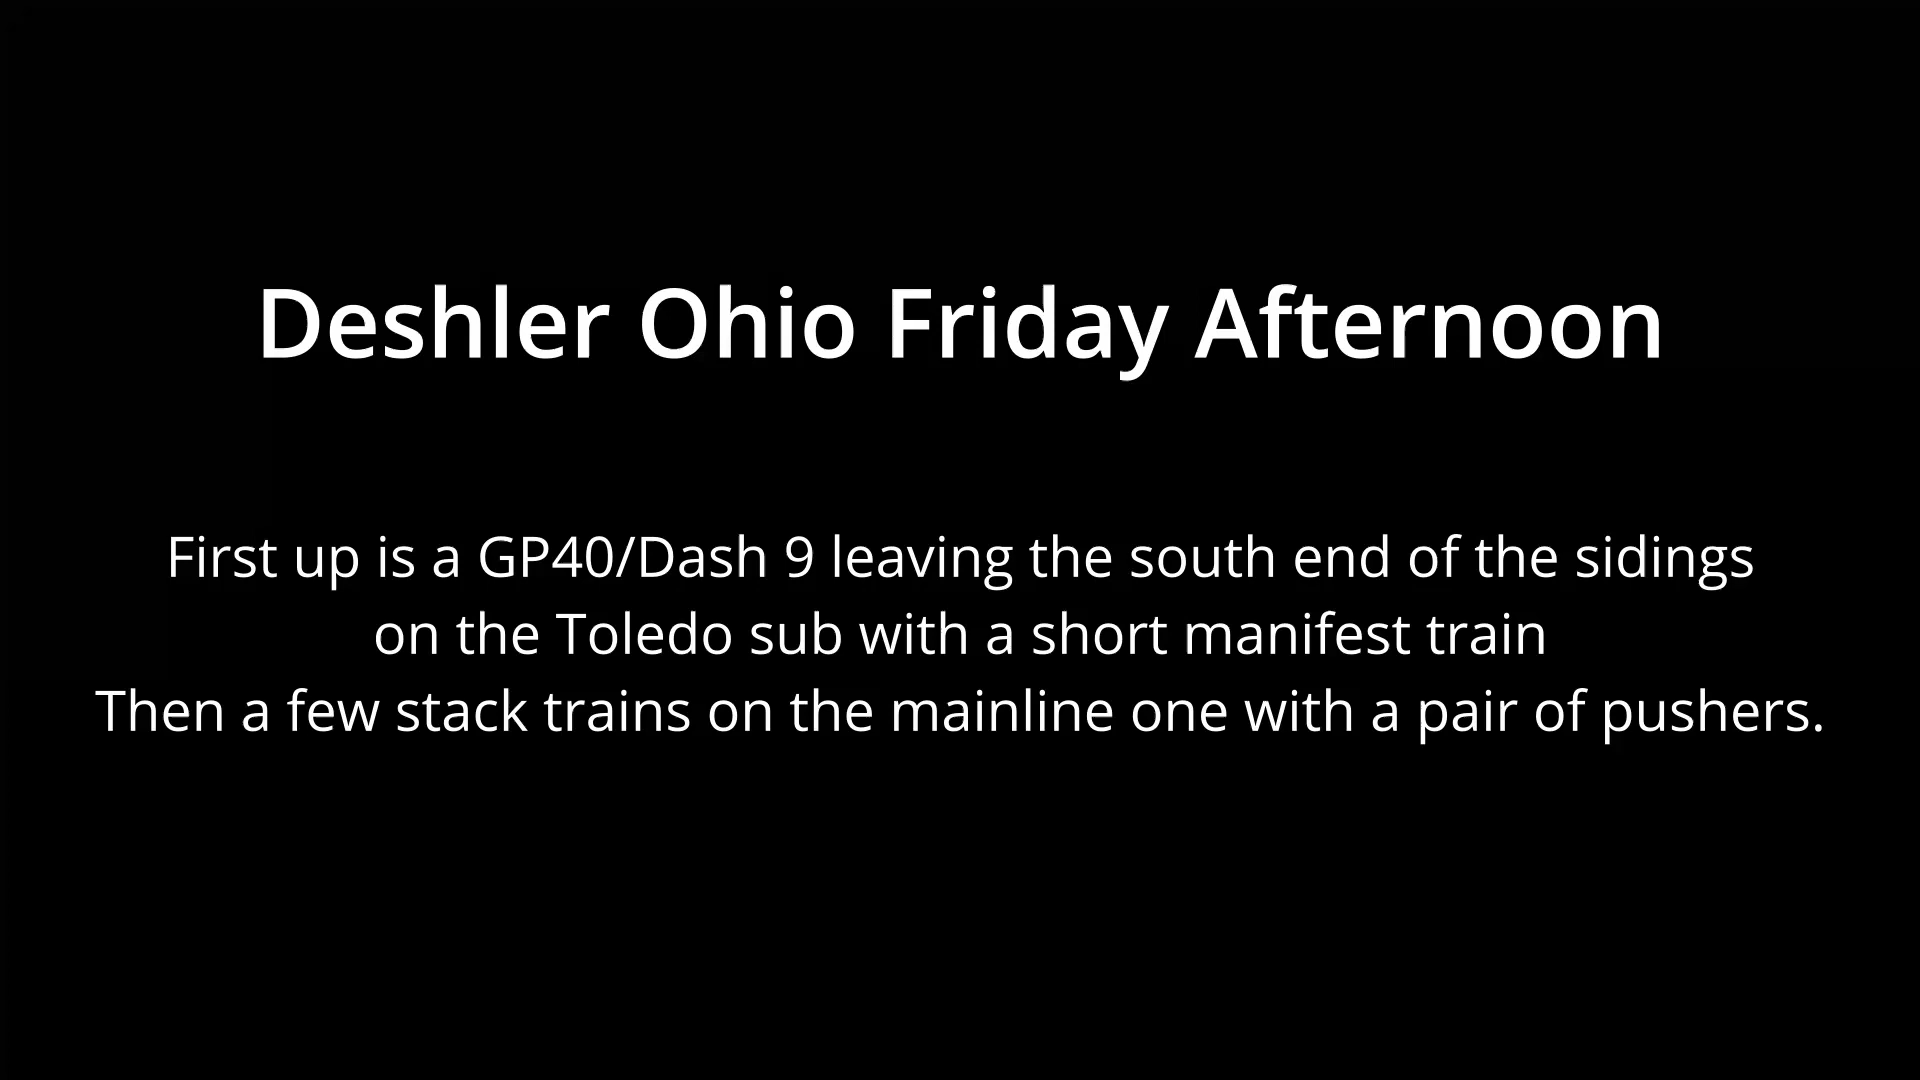 Deshler Ohio Friday Afternoon
First up is a GP40/Dash 9 leaving the south end of the sidings
on the Toledo sub with a short manifest train
Then a few stack trains on the mainline one with a pair of pushers.